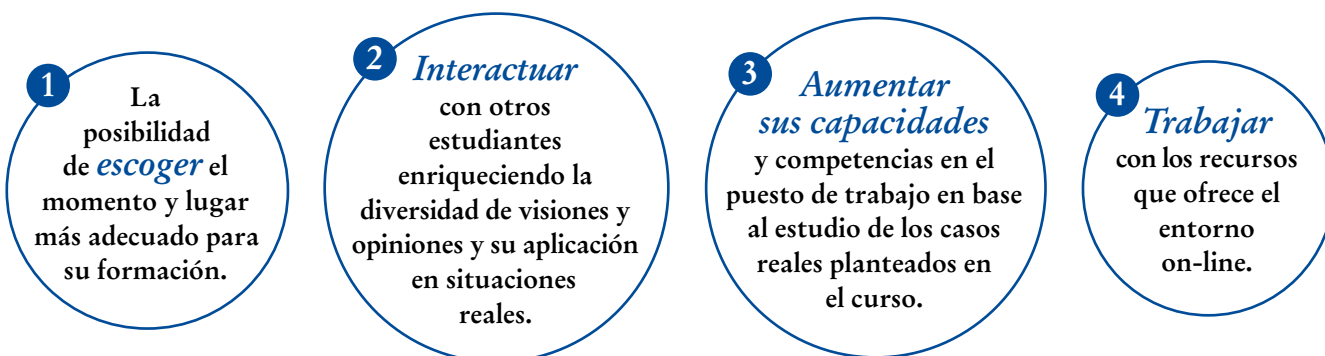 1
La
posibilidad
de escoger el
momento y lugar
más adecuado para
su formación.
2
Interactuar
con otros
estudiantes
enriqueciendo la
diversidad de visiones y
opiniones y su aplicación
en situaciones
reales.
3
Aumentar
sus capacidades
y competencias en el
puesto de trabajo en base
al estudio de los casos
reales planteados en
el curso.
4
Trabajar
con los recursos
que ofrece el
entorno
on-line.